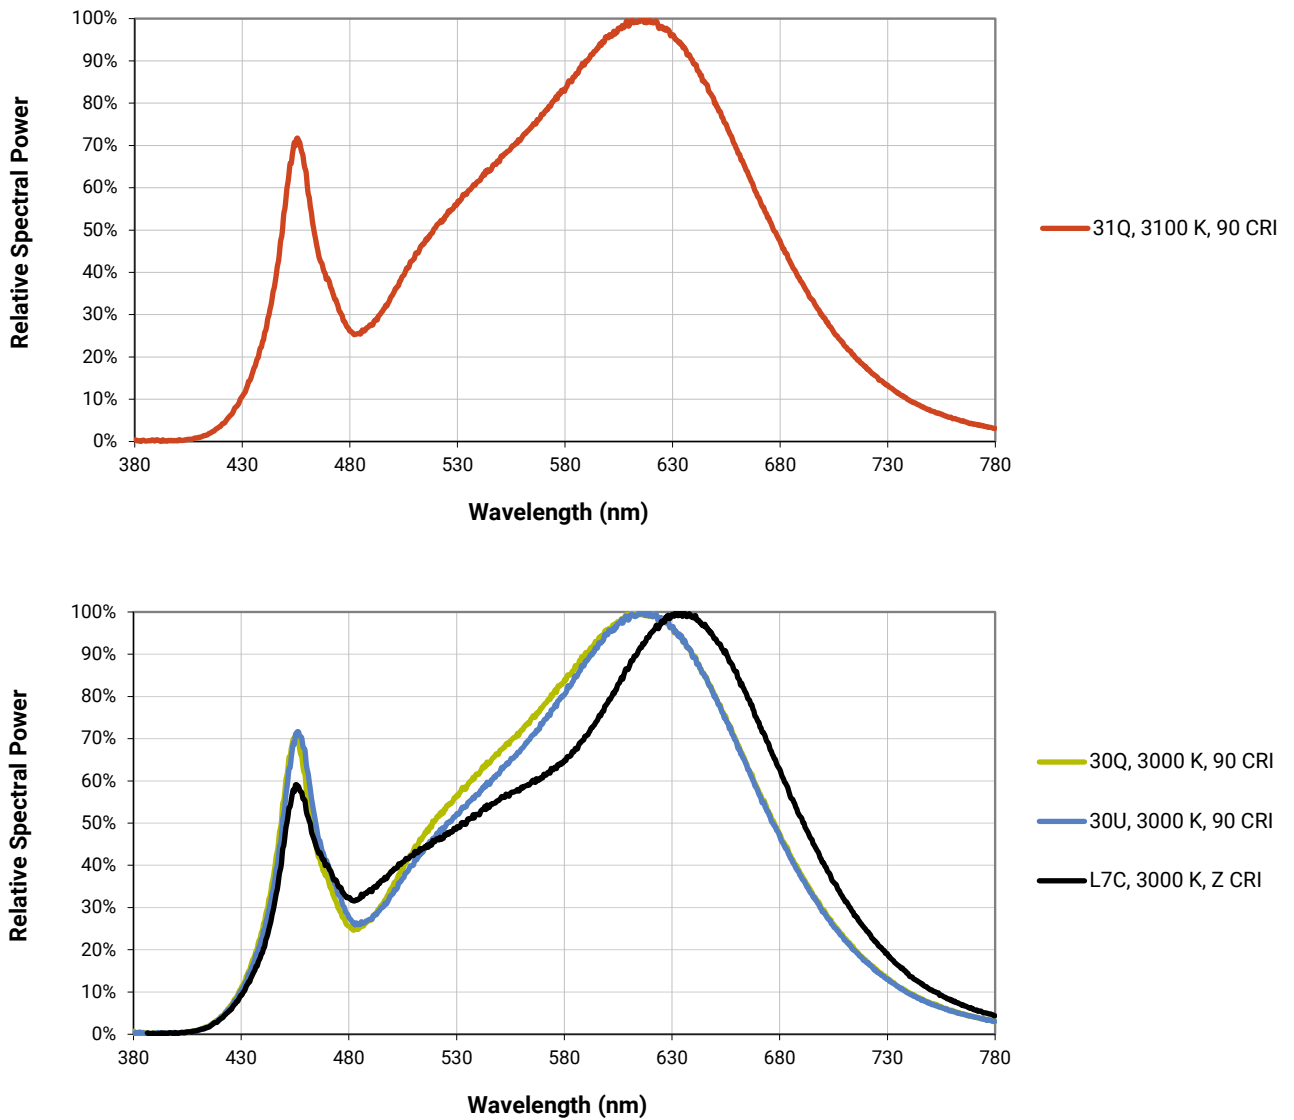 Relative Spectral Power
100%
90%
80%
70%
60%
50%
40%
30%
20%
10%
0%
380 430 480 530 580 630 680 730 780
Wavelength (nm)
31Q, 3100 K, 90 CRI
Relative Spectral Power
100%
90%
80%
70%
60%
50%
40%
30%
20%
10%
0%
380 430 480 530 580 630 680 730 780
Wavelength (nm)
30Q, 3000 K, 90 CRI
30U, 3000 K, 90 CRI
L7C, 3000 K, Z CRI